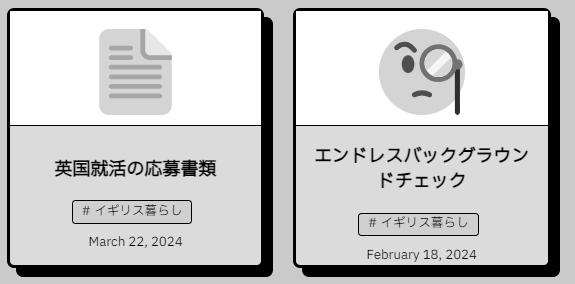 英国就活の応募書類
# イギリス暮らし
March 22, 2024
エンドレスバックグラウン
ドチェック
# イギリス暮らし
February 18, 2024